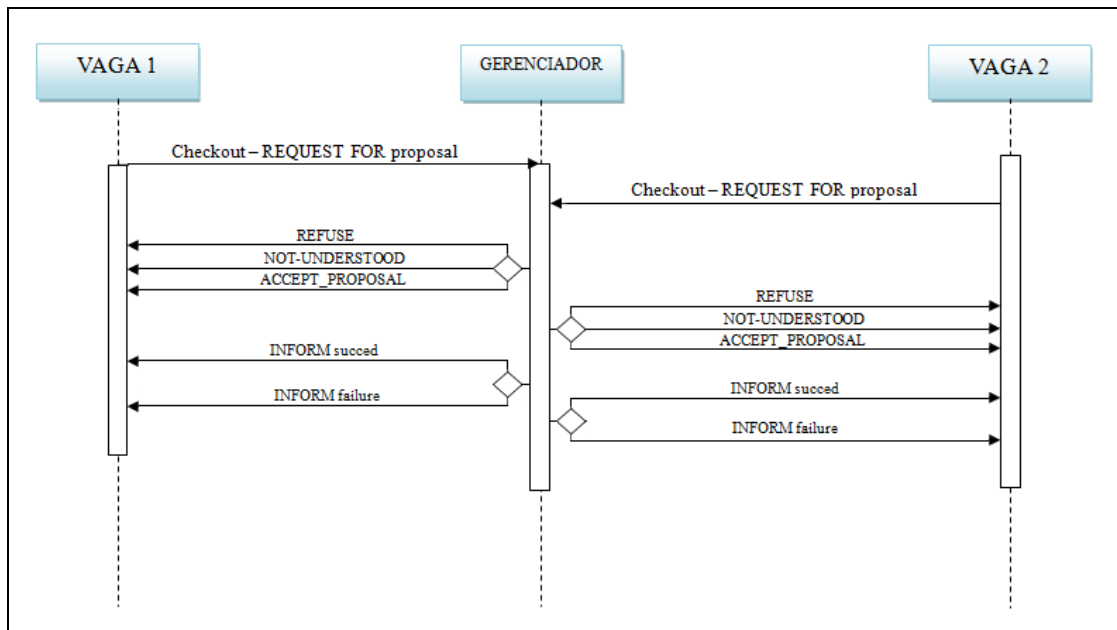 VAGA 1
GERENCIADOR
VAGA 2
Checkout – REQUEST FOR proposal
Checkout – REQUEST FOR proposal
REFUSE
NOT-UNDERSTOOD
ACCEPT_PROPOSAL
REFUSE
NOT-UNDERSTOOD
ACCEPT_PROPOSAL
INFORM succed
INFORM failure
INFORM succed
INFORM failure